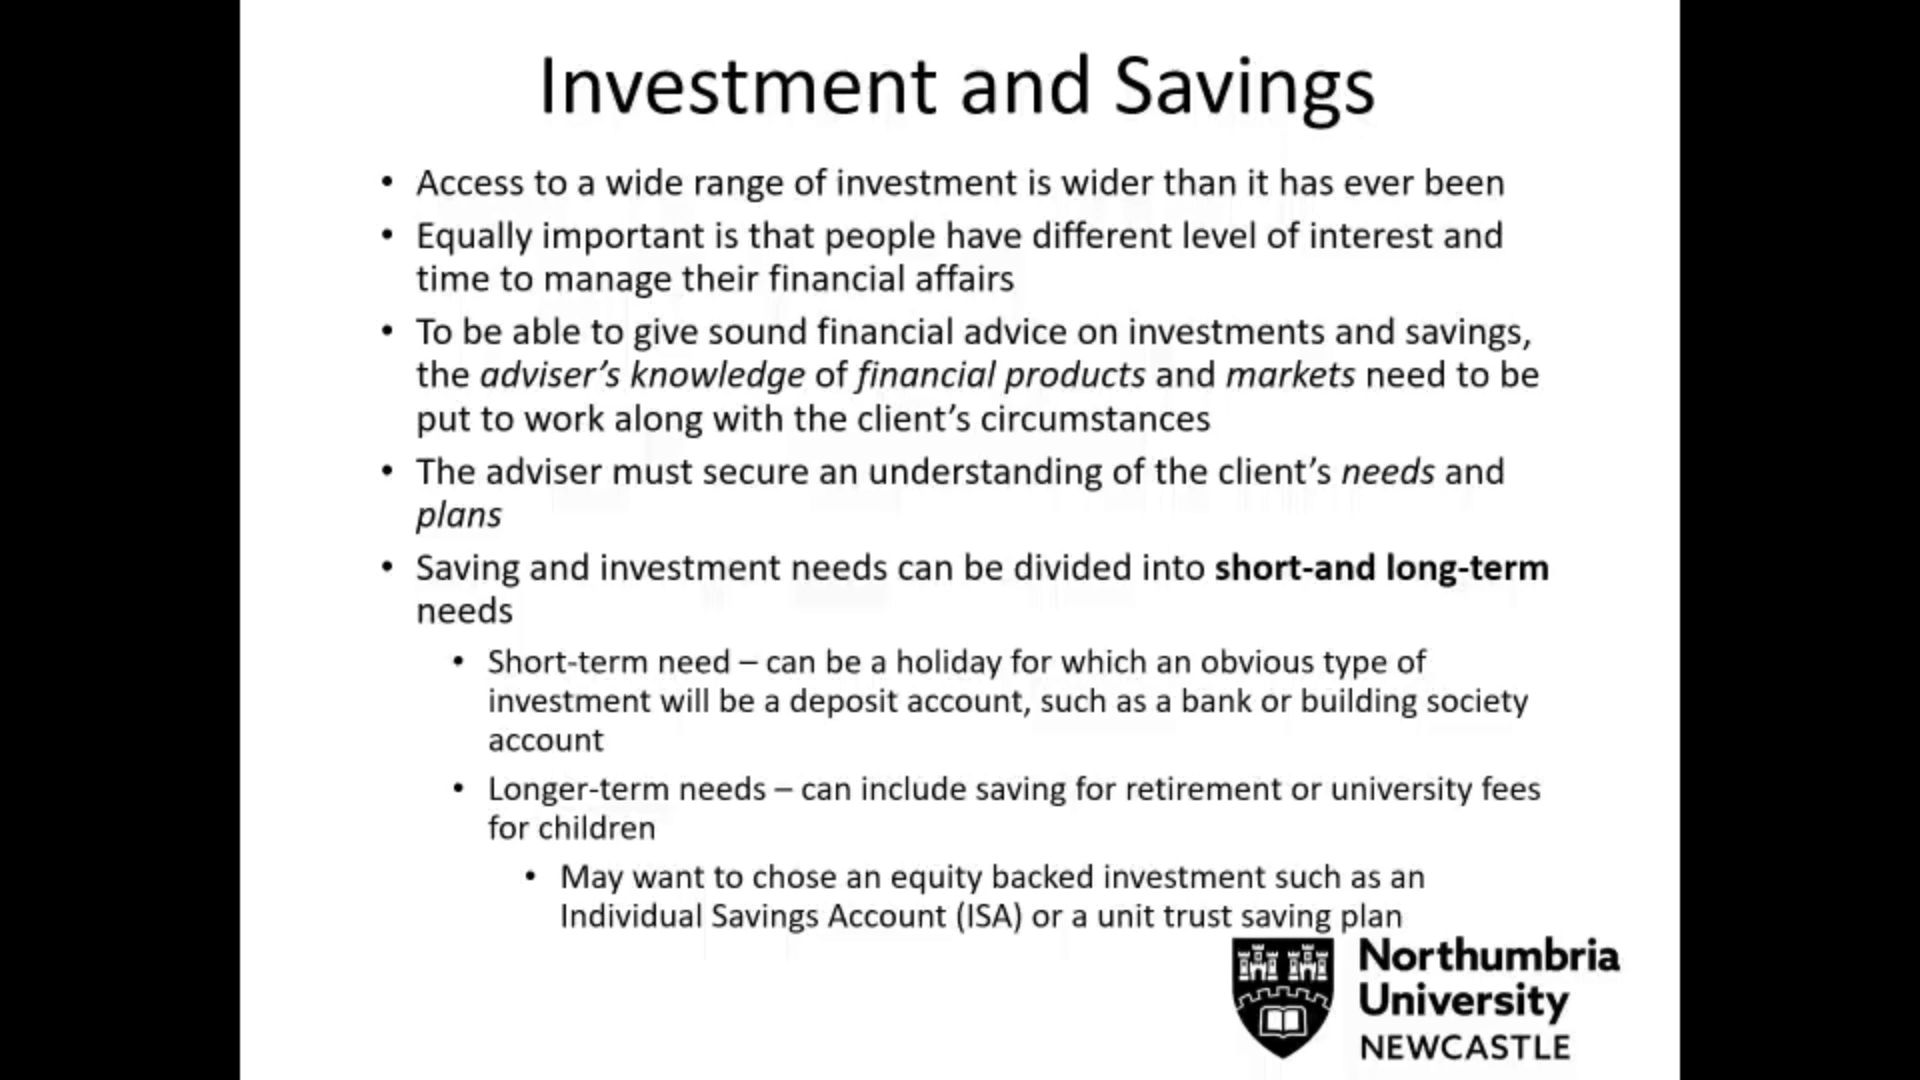 Investment and Savings
• Access to a wide range of investment is wider than it has ever been
• Equally important is that people have different level of interest and
time to manage their financial affairs
• To be able to give sound financial advice on investments and savings,
the adviser’s knowledge of financial products and markets need to be
put to work along with the client’s circumstances
• The adviser must secure an understanding of the client’s needs and
plans
• Saving and investment needs can be divided into short-and long-term
needs
• Short-term need – can be a holiday for which an obvious type of
investment will be a deposit account, such as a bank or building society
account
• Longer-term needs – can include saving for retirement or university fees
for children
• May want to chose an equity backed investment such as an
Individual Savings Account (ISA) or a unit trust saving plan
Northumbria
University
NEWCASTLE